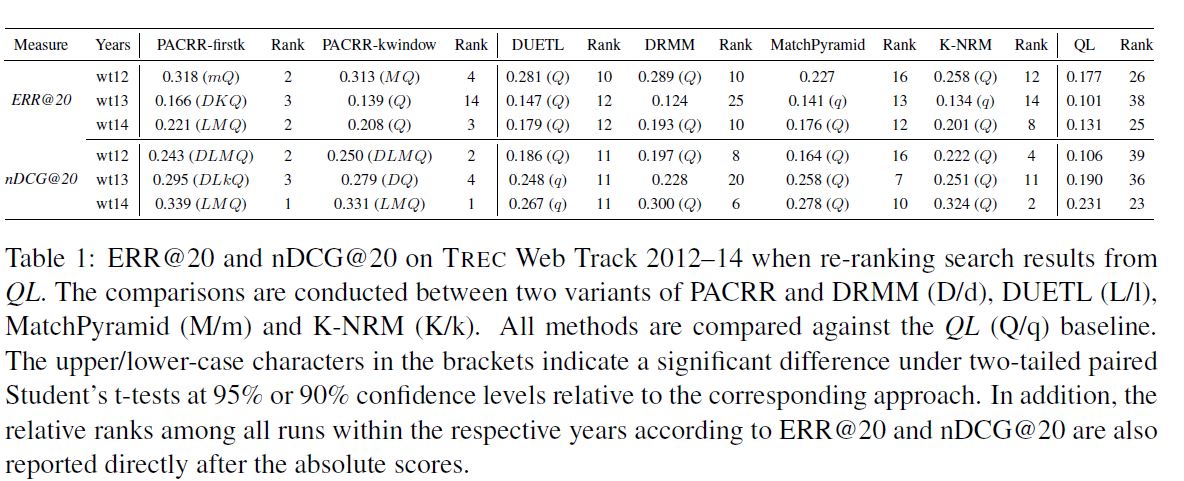 Measure Years PACRR-firstk Rank PACRR-kwindow Rank DUETL Rank DRMM Rank MatchPyramid Rank K-NRM Rank QL Rank
wt12 0.318 (mQ) 2 0.313 (MQ) 4 0.281 (Q) 10 0.289 (Q) 10 0.227 16 0.258 (Q) 12 0.177 26
ERR@20 wt13 0.166 (DKQ) 3 0.139 (Q) 14 0.147 (Q) 12 0.124 25 0.141 (q) 13 0.134 (q) 14 0.101 38
wt14 0.221 (LMQ) 2 0.208 (Q) 3 0.179 (Q) 12 0.193 (Q) 10 0.176 (Q) 12 0.201 (Q) 8 0.131 25
wt12 0.243 (DLMQ) 2 0.250 (DLMQ) 2 0.186 (Q) 11 0.197 (Q) 8 0.164 (Q) 16 0.222 (Q) 4 0.106 39
nDCG@20 wt13 0.295 (DLkQ) 3 0.279 (DQ) 4 0.248 (q) 11 0.228 20 0.258 (Q) 7 0.251 (Q) 11 0.190 36
wt14 0.339 (LMQ) 1 0.331 (LMQ) 1 0.267 (q) 11 0.300 (Q) 6 0.278 (Q) 10 0.324 (Q) 2 0.231 23
Table 1: ERR@20 and nDCG@20 on TREC Web Track 2012–14 when re-ranking search results from
QL. The comparisons are conducted between two variants of PACRR and DRMM (D/d), DUETL (L/l),
MatchPyramid (M/m) and K-NRM (K/k). All methods are compared against the QL (Q/q) baseline.
The upper/lower-case characters in the brackets indicate a significant difference under two-tailed paired
Student's t-tests at 95% or 90% confidence levels relative to the corresponding approach. In addition, the
relative ranks among all runs within the respective years according to ERR@20 and nDCG@20 are also
reported directly after the absolute scores.